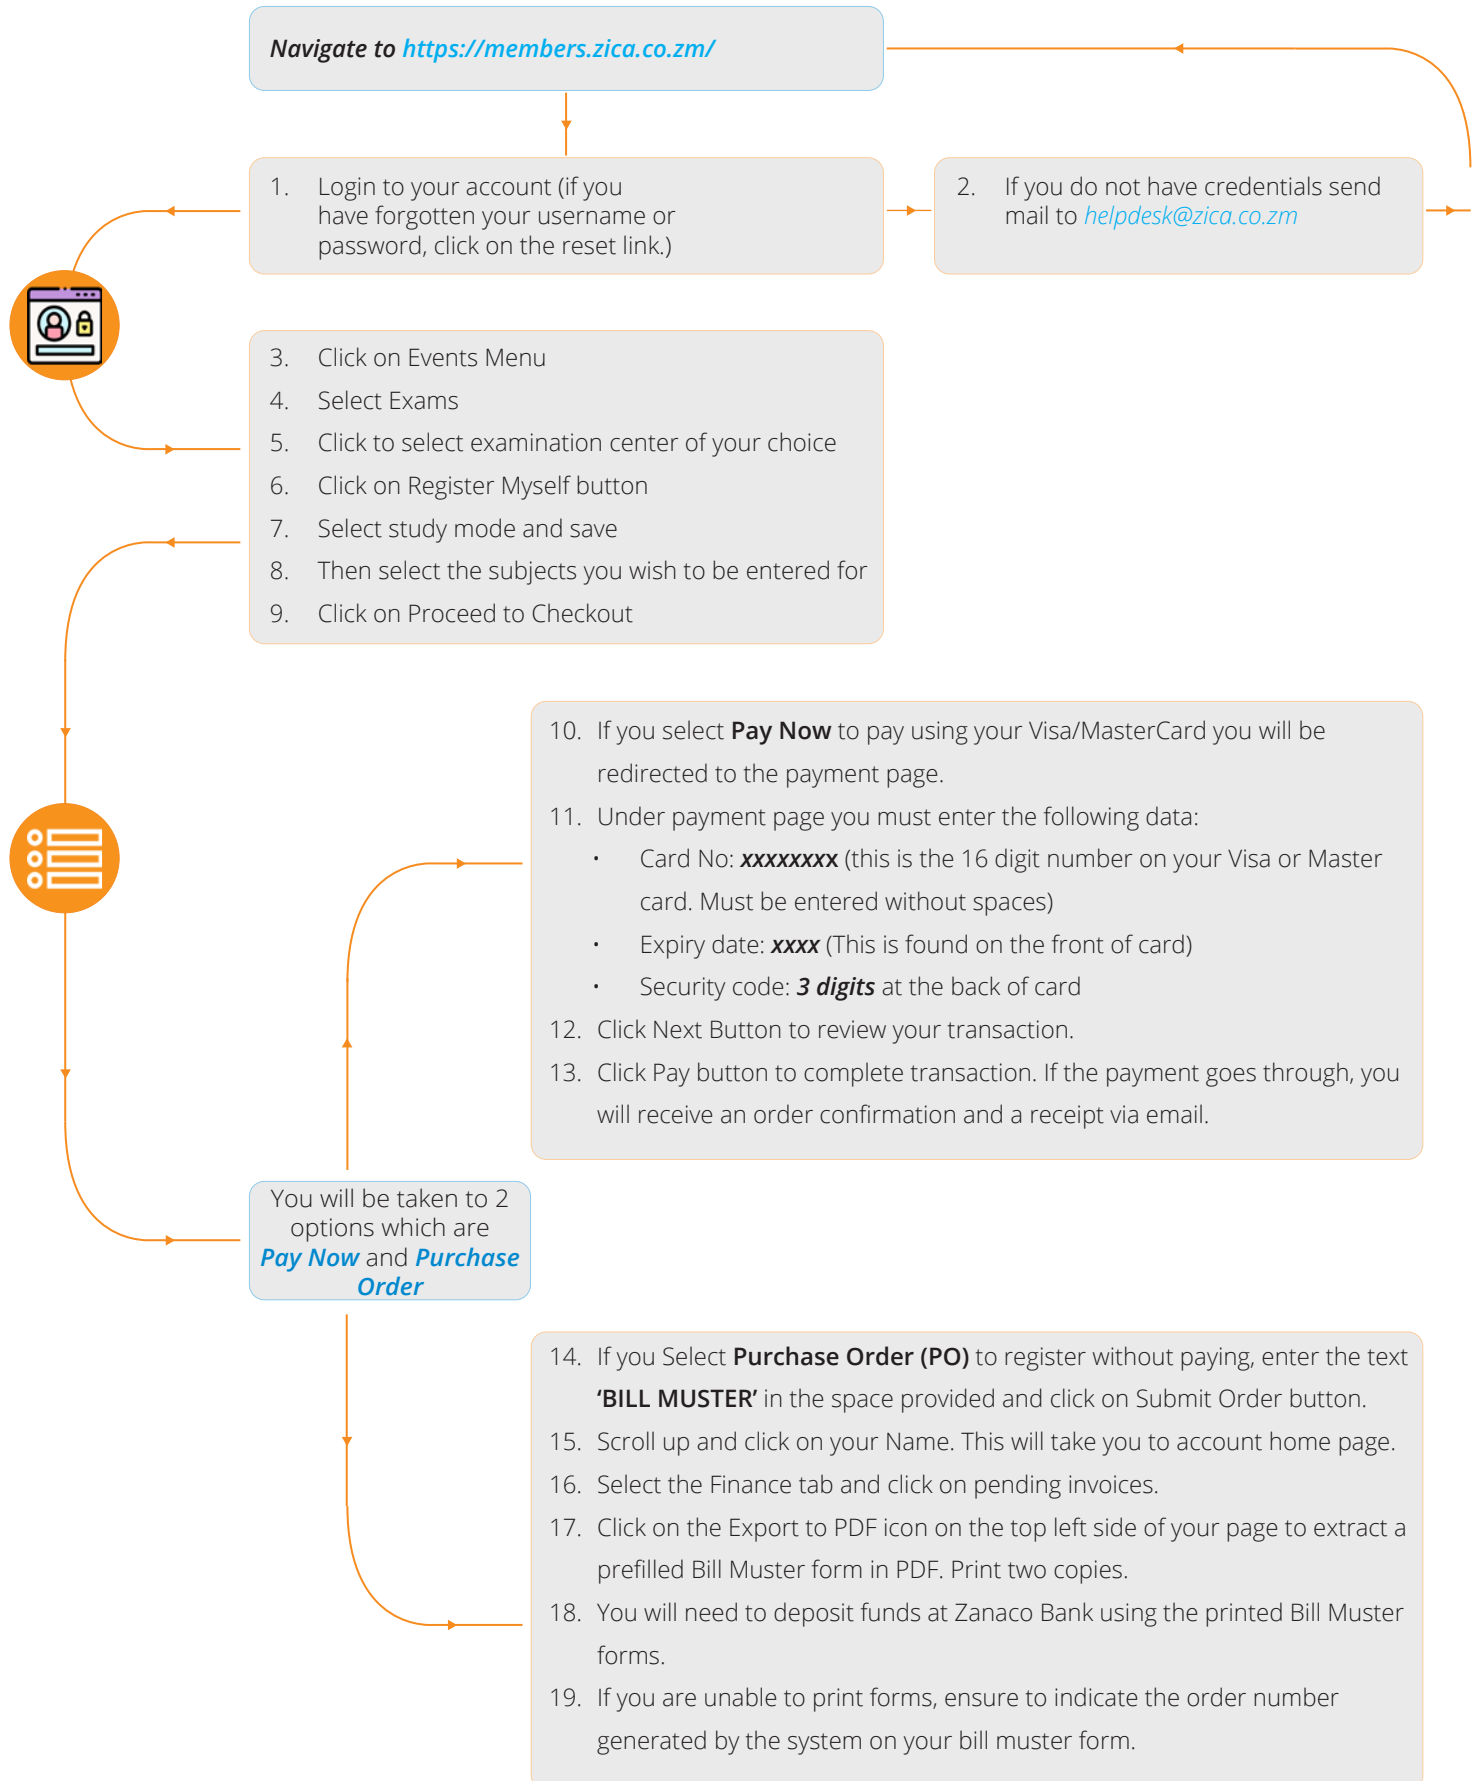 Navigate to https://members.zica.co.zm/
1. Login to your account (if you
have forgotten your username or
password, click on the reset link.)
2. If you do not have credentials send
mail to helpdesk@zica.co.zm
3. Click on Events Menu
4. Select Exams
5. Click to select examination center of your choice
6. Click on Register Myself button
7. Select study mode and save
8. Then select the subjects you wish to be entered for
9. Click on Proceed to Checkout
10. If you select Pay Now to pay using your Visa/MasterCard you will be
redirected to the payment page.
11. Under payment page you must enter the following data:
• Card No: xxxxxxxxx (this is the 16 digit number on your Visa or Master
card. Must be entered without spaces)
• Expiry date: xxxx (This is found on the front of card)
• Security code: 3 digits at the back of card
12. Click Next Button to review your transaction.
13. Click Pay button to complete transaction. If the payment goes through, you
will receive an order confirmation and a receipt via email.
You will be taken to 2
options which are
Pay Now and Purchase
Order
14. If you Select Purchase Order (PO) to register without paying, enter the text
‘BILL MUSTER’ in the space provided and click on Submit Order button.
15. Scroll up and click on your Name. This will take you to account home page.
16. Select the Finance tab and click on pending invoices.
17. Click on the Export to PDF icon on the top left side of your page to extract a
prefilled Bill Muster form in PDF. Print two copies.
18. You will need to deposit funds at Zanaco Bank using the printed Bill Muster
forms.
19. If you are unable to print forms, ensure to indicate the order number
generated by the system on your bill muster form.